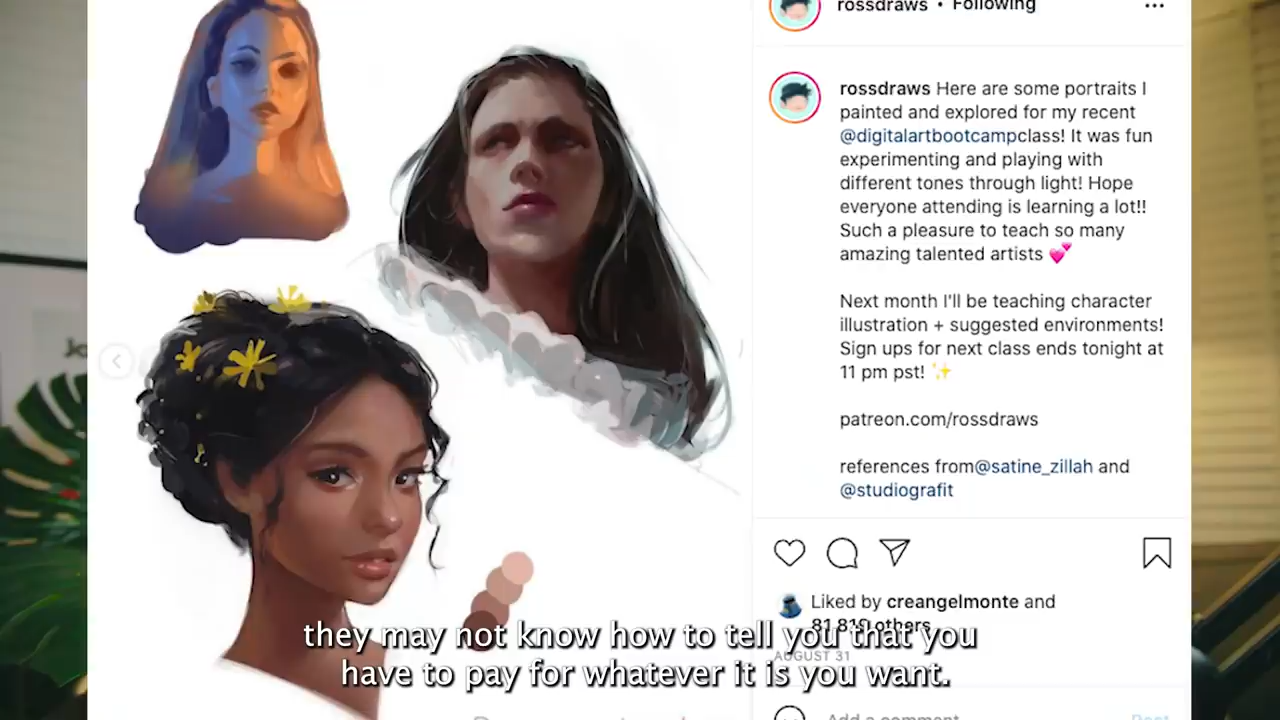 rossdraws • Following
rossdraws Here are some portraits I
painted and explored for my recent
@digitalartbootcampclass! It was fun
experimenting and playing with
different tones through light! Hope
everyone attending is learning a lot!!
Such a pleasure to teach so many
amazing talented artists 💕
Next month I'll be teaching character
illustration + suggested environments!
Sign ups for next class ends tonight at
11 pm pst! ✨
patreon.com/rossdraws
references from@satine_zillah and
@studiografit
Liked by creangelmonte and
others
AUGUST 31
Add a comment
Post
they may not know how to tell you that you
have to pay for whatever it is you want.